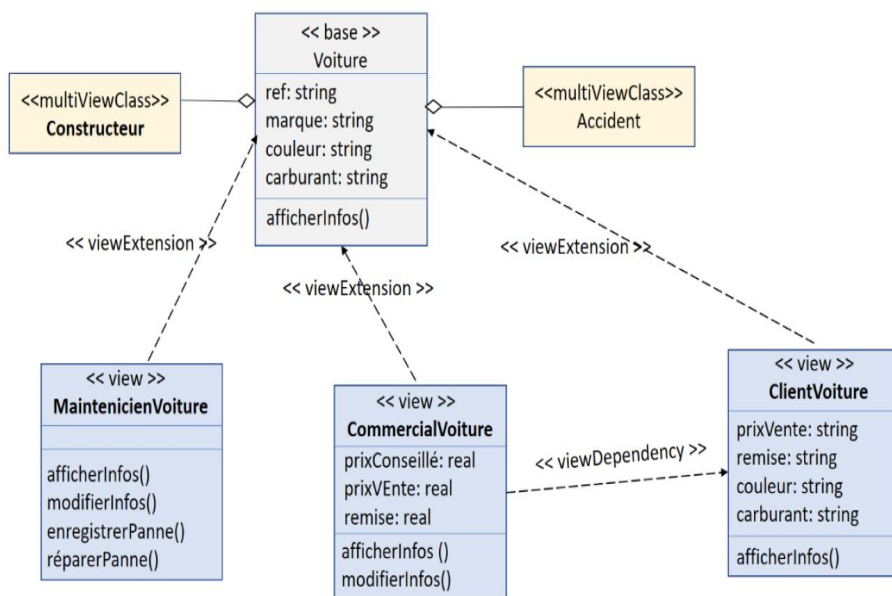 << base >>
Voiture
ref: string
marque: string
couleur: string
carburant: string
afficherInfos()
<<multiViewClass>>
Constructeur
<<multiViewClass>>
Accident
<< viewExtension >>
<< viewExtension >>
<< viewExtension >>
<< view >>
MaintenicienVoiture
afficherInfos()
modifierInfos()
enregistrerPanne()
réparerPanne()
<< view >>
CommercialVoiture
prixConseillé: real
prixVEnte: real
remise: real
afficherInfos ()
modifierInfos()
<< viewDependency >>
<< view >>
ClientVoiture
prixVente: string
remise: string
couleur: string
carburant: string
afficherInfos()